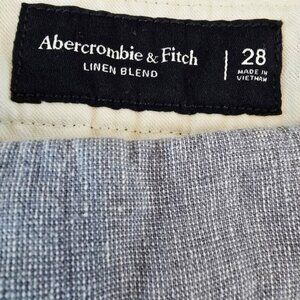 Abercrombie & Fitch
LINEN BLEND
28
MADE IN
VIETNAM